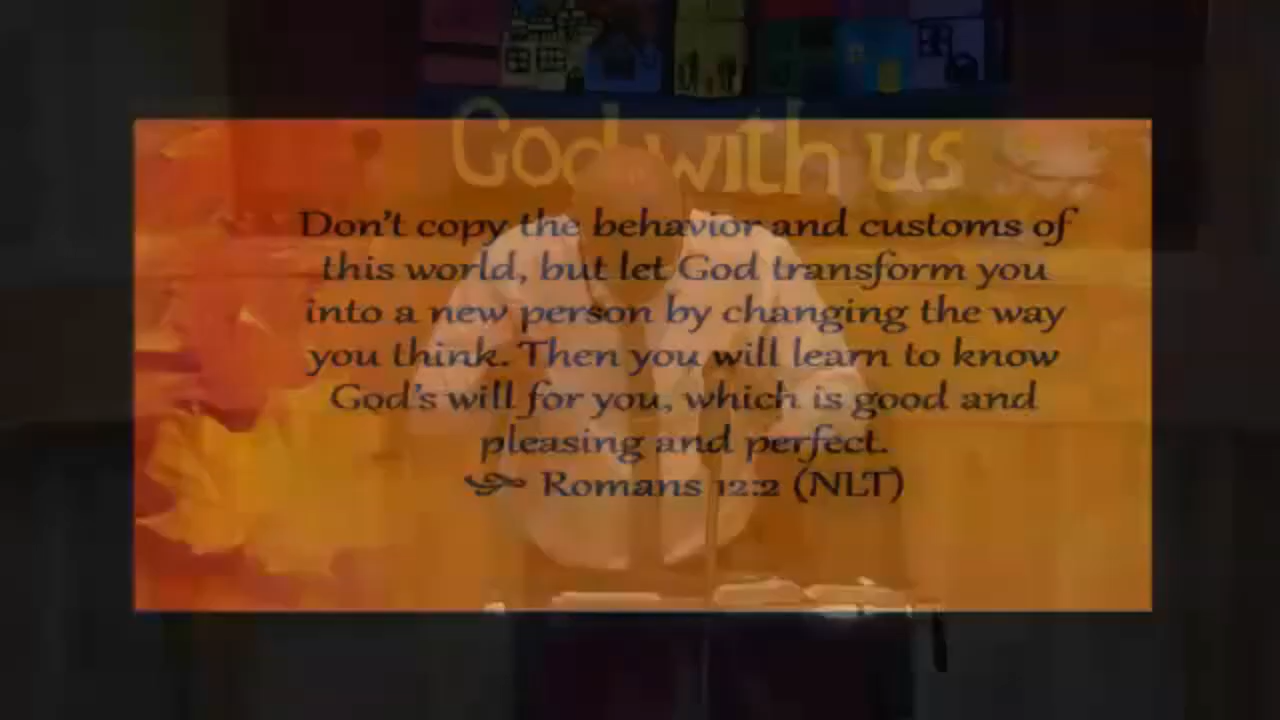 God with us
Don't copy the behavior and customs of
this world, but let God transform you
into a new person by changing the way
you think. Then you will learn to know
God's will for you, which is good and
pleasing and perfect.
Romans 12:2 (NLT)